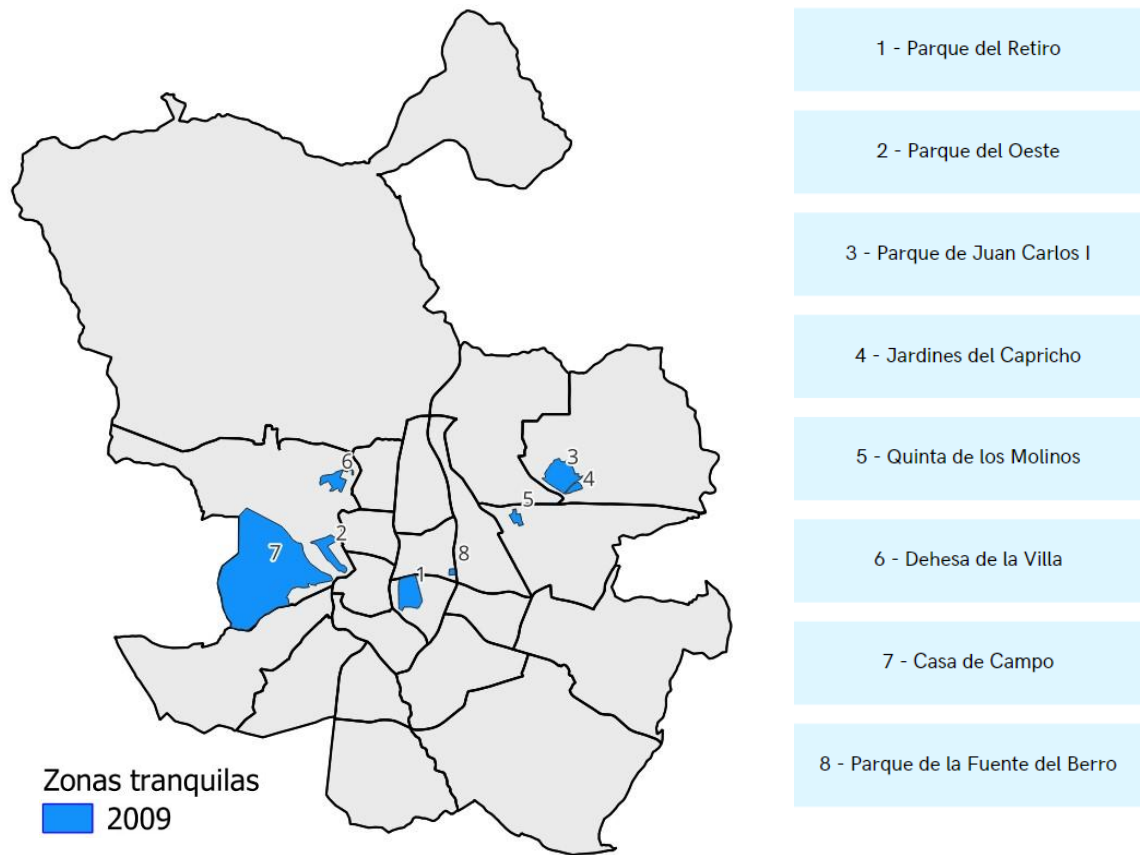 1 - Parque del Retiro
2 - Parque del Oeste
3 - Parque de Juan Carlos I
4 - Jardines del Capricho
5 - Quinta de los Molinos
6 - Dehesa de la Villa
7 - Casa de Campo
8 - Parque de la Fuente del Berro
3
6
4
5
2
7
8
1
Zonas tranquilas
2009